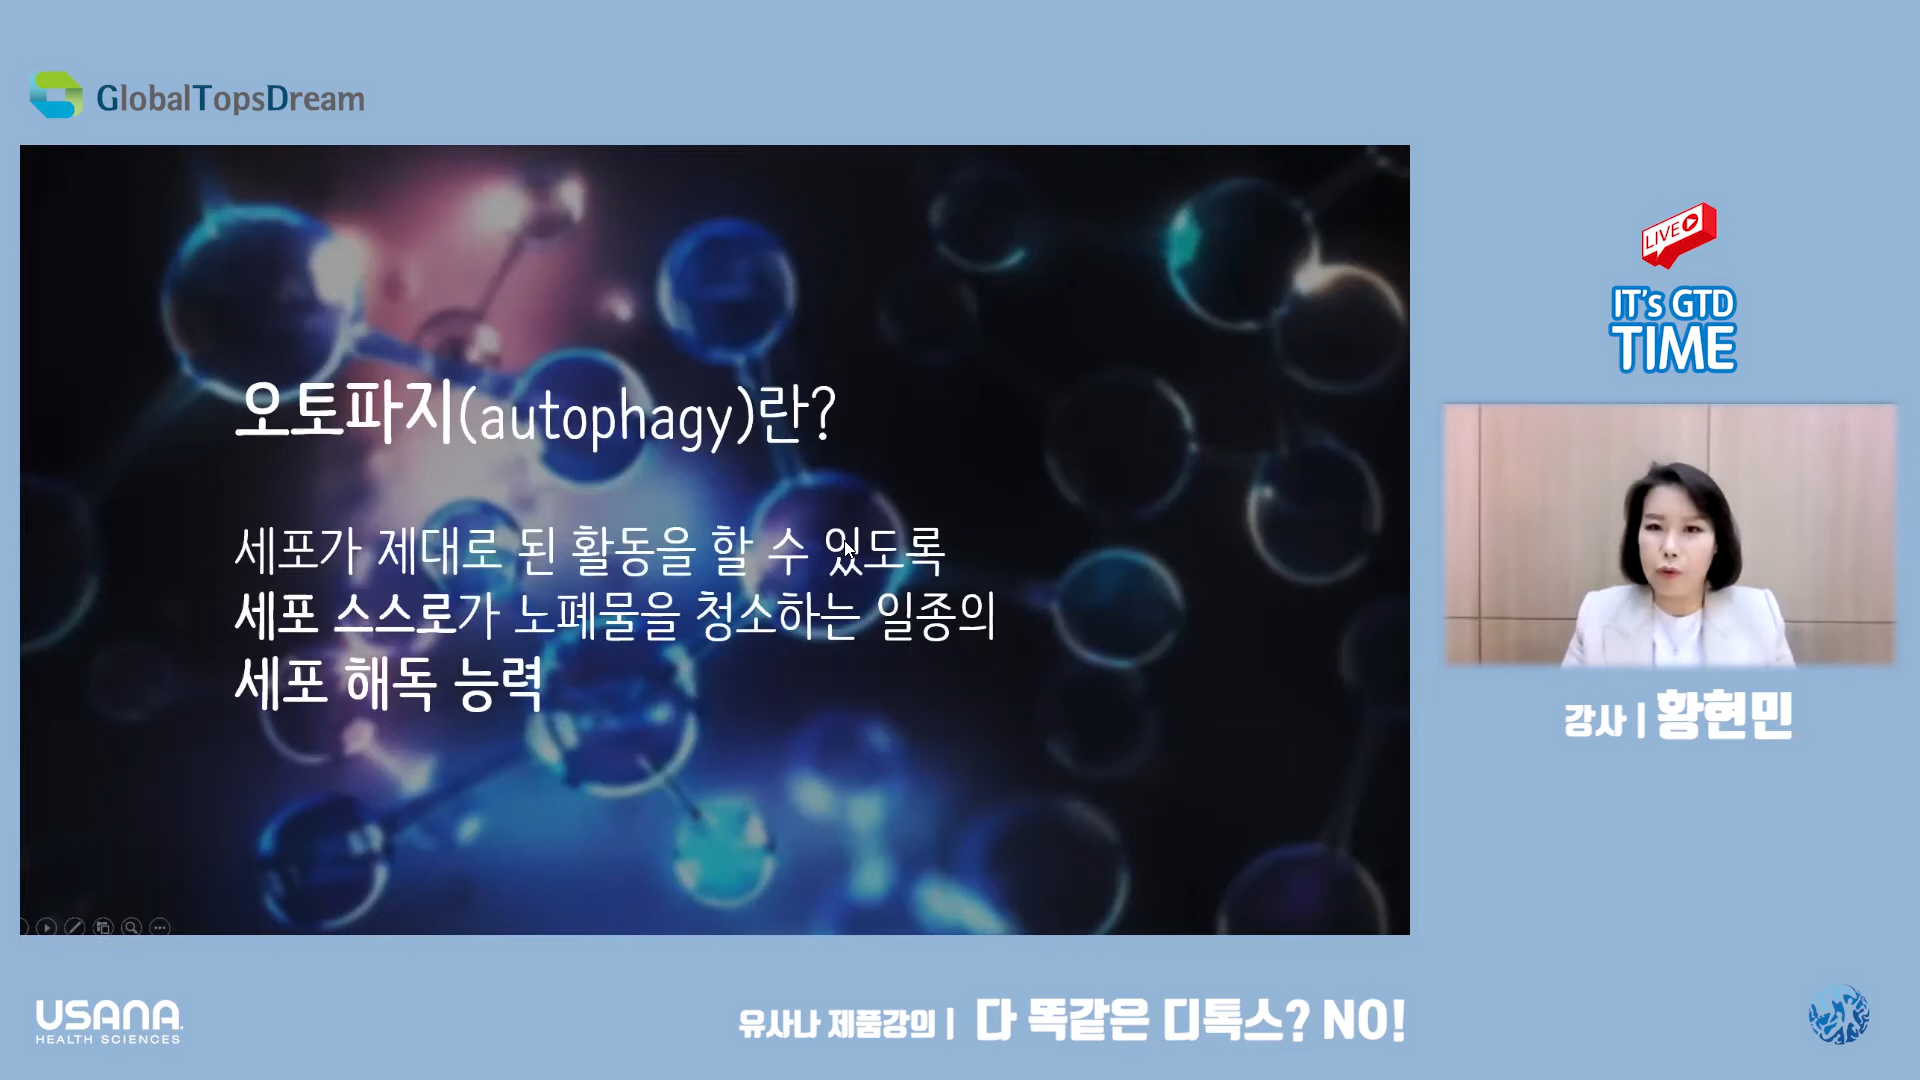 GlobalTopsDream
오토파지(autophagy)란?
세포가 제대로 된 활동을 할 수 있도록
세포 스스로가 노폐물을 청소하는 일종의
세포 해독 능력
LIVE
IT's GTD
TIME
강사 | 황현민
USANA
HEALTH SCIENCES
유사나 제품강의 | 다 똑같은 디톡스? NO!